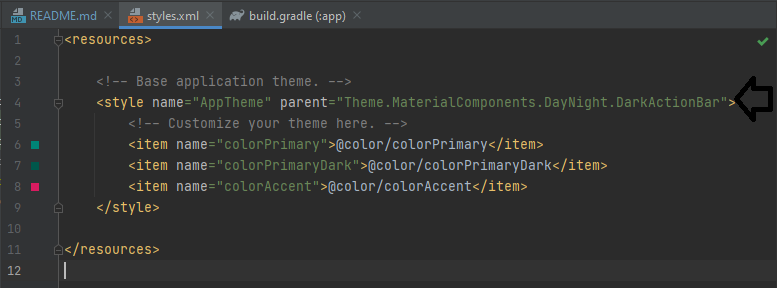 README.md styles.xml build.gradle (:app)
1 <resources>
2
3 <!-- Base application theme. -->
4 <style name="AppTheme" parent="Theme.MaterialComponents.DayNight.DarkActionBar">
5 <!-- Customize your theme here. -->
6 <item name="colorPrimary">@color/colorPrimary</item>
7 <item name="colorPrimaryDark">@color/colorPrimaryDark</item>
8 <item name="colorAccent">@color/colorAccent</item>
9 </style>
10
11 </resources>
12